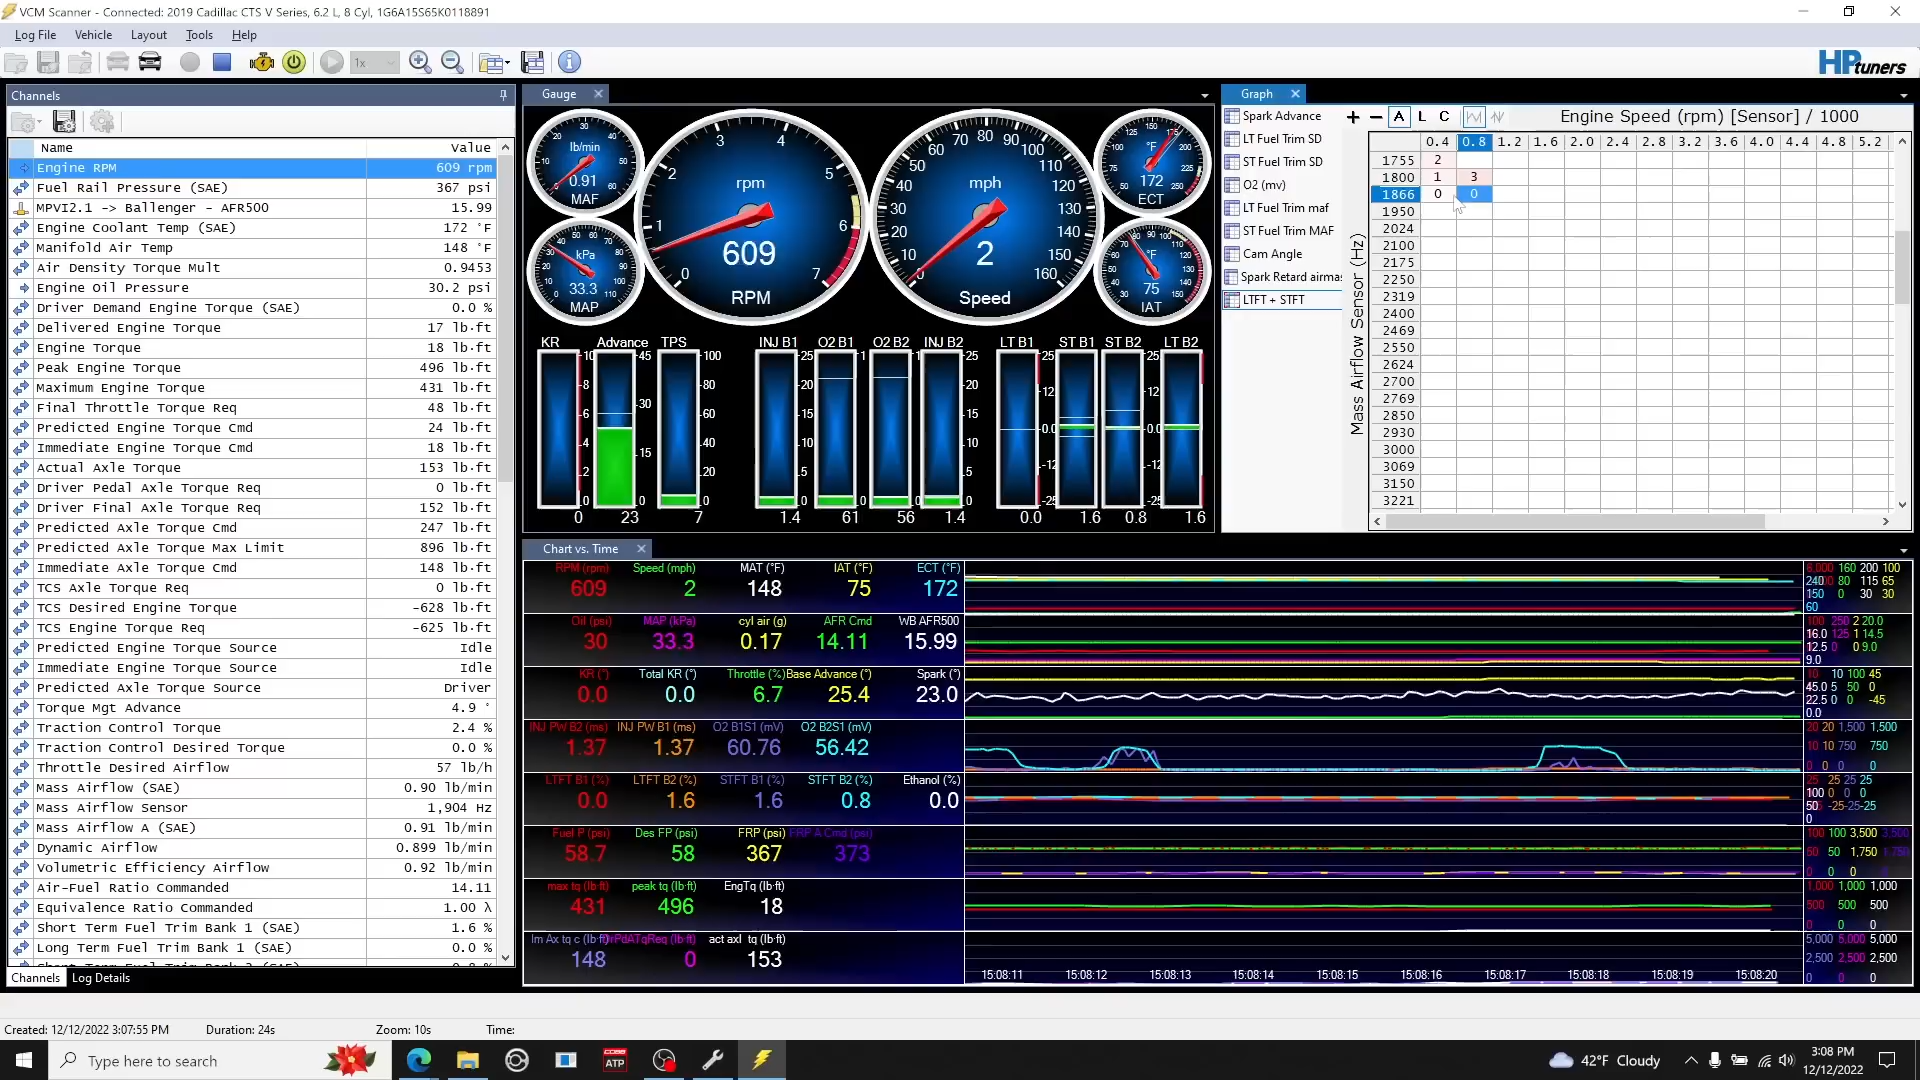 VCM Scanner - Connected: 2019 Cadillac CTS V Series, 6.2 L, 8 Cyl, 1G6A15S65K0118891
Log File Vehicle Layout Tools Help
1x
HPtuners
Channels
Name Value
Engine RPM 609 rpm
Fuel Rail Pressure (SAE) 367 psi
MPVI2.1 -> Ballenger - AFR500 15.99
Engine Coolant Temp (SAE) 172 °F
Manifold Air Temp 148 °F
Air Density Torque Mult 0.9453
Engine Oil Pressure 30.2 psi
Driver Demand Engine Torque (SAE) 0.0 %
Delivered Engine Torque 17 lb·ft
Engine Torque 18 lb·ft
Peak Engine Torque 496 lb·ft
Maximum Engine Torque 431 lb·ft
Final Throttle Torque Req 48 lb·ft
Predicted Engine Torque Cmd 24 lb·ft
Immediate Engine Torque Cmd 18 lb·ft
Actual Axle Torque 153 lb·ft
Driver Pedal Axle Torque Req 0 lb·ft
Driver Final Axle Torque Req 152 lb·ft
Predicted Axle Torque Cmd 247 lb·ft
Predicted Axle Torque Max Limit 896 lb·ft
Immediate Axle Torque Cmd 148 lb·ft
TCS Axle Torque Req 0 lb·ft
TCS Desired Engine Torque -628 lb·ft
TCS Engine Torque Req -625 lb·ft
Predicted Engine Torque Source Idle
Immediate Engine Torque Source Idle
Predicted Axle Torque Source Driver
Torque Mgt Advance 4.9 °
Traction Control Torque 2.4 %
Traction Control Desired Torque 0.0 %
Throttle Desired Airflow 57 lb/h
Mass Airflow (SAE) 0.90 lb/min
Mass Airflow Sensor 1,904 Hz
Mass Airflow A (SAE) 0.91 lb/min
Dynamic Airflow 0.899 lb/min
Volumetric Efficiency Airflow 0.92 lb/min
Air-Fuel Ratio Commanded 14.11
Equivalence Ratio Commanded 1.00 λ
Short Term Fuel Trim Bank 1 (SAE) 1.6 %
Long Term Fuel Trim Bank 1 (SAE) 0.0 %
Channels Log Details
Gauge
lb/min
0.91
MAF
kPa
33.3
MAP
rpm
609
RPM
mph
2
Speed
°F
172
ECT
°F
75
IAT
KR Advance TPS INJ B1 O2 B1 O2 B2 INJ B2 LT B1 ST B1 ST B2 LT B2
0 23 7 1.4 61 56 1.4 0.0 1.6 0.8 1.6
Graph
Spark Advance
LT Fuel Trim SD
ST Fuel Trim SD
O2 (mv)
LT Fuel Trim maf
ST Fuel Trim MAF
Cam Angle
Spark Retard airmas
LTFT + STFT
A L C
Engine Speed (rpm) [Sensor] / 1000
Mass Airflow Sensor (Hz)
0.4 0.8 1.2 1.6 2.0 2.4 2.8 3.2 3.6 4.0 4.4 4.8 5.2
1755 2
1800 1 3
1866 0 0
1950
2024
2100
2175
2250
2319
2400
2469
2550
2624
2700
2769
2850
2930
3000
3069
3150
3221
Chart vs. Time
RPM (rpm) Speed (mph) MAT (°F) IAT (°F) ECT (°F)
609 2 148 75 172
Oil (psi) MAP (kPa) cyl air (g) AFR Cmd WB AFR500
30 33.3 0.17 14.11 15.99
KR (°) Total KR (°) Throttle (%) Base Advance (°) Spark (°)
0.0 0.0 6.7 25.4 23.0
INJ PW B2 (ms) INJ PW B1 (ms) O2 B1S1 (mV) O2 B2S1 (mV)
1.37 1.37 60.76 56.42
LTFT B1 (%) LTFT B2 (%) STFT B1 (%) STFT B2 (%) Ethanol (%)
0.0 1.6 1.6 0.8 0.0
Fuel P (psi) Des FP (psi) FRP (psi) FRP A Cmd (psi)
58.7 58 367 373
max tq (lb·ft) peak tq (lb·ft) EngTq (lb·ft)
431 496 18
act axl tq (lb·ft)
148 0 153
15:08:11 15:08:12 15:08:13 15:08:14 15:08:15 15:08:16 15:08:17 15:08:18 15:08:19 15:08:20
Created: 12/12/2022 3:07:55 PM Duration: 24s Zoom: 10s Time:
Type here to search
COBB ATP
42°F Cloudy
3:08 PM
12/12/2022